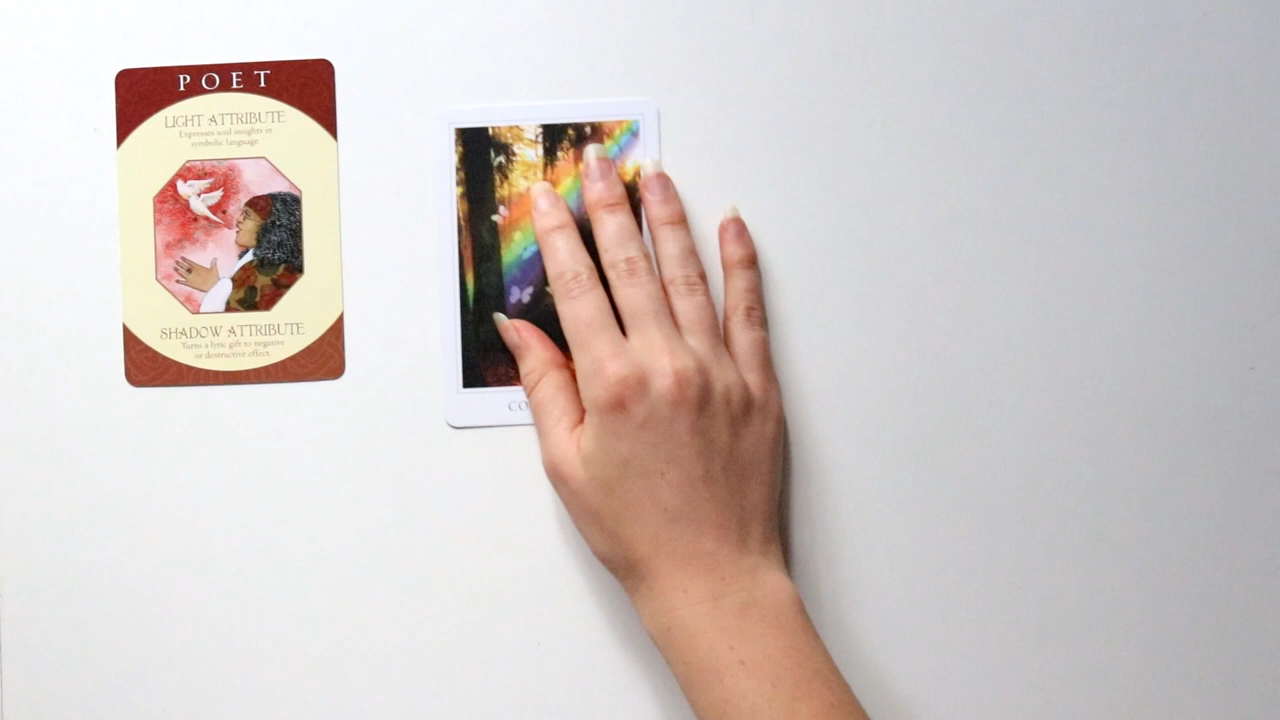 POET
LIGHT ATTRIBUTE
Expresses soul insights in
symbolic language
SHADOW ATTRIBUTE
Turns a lyric gift to negative
or destructive effect.
CO